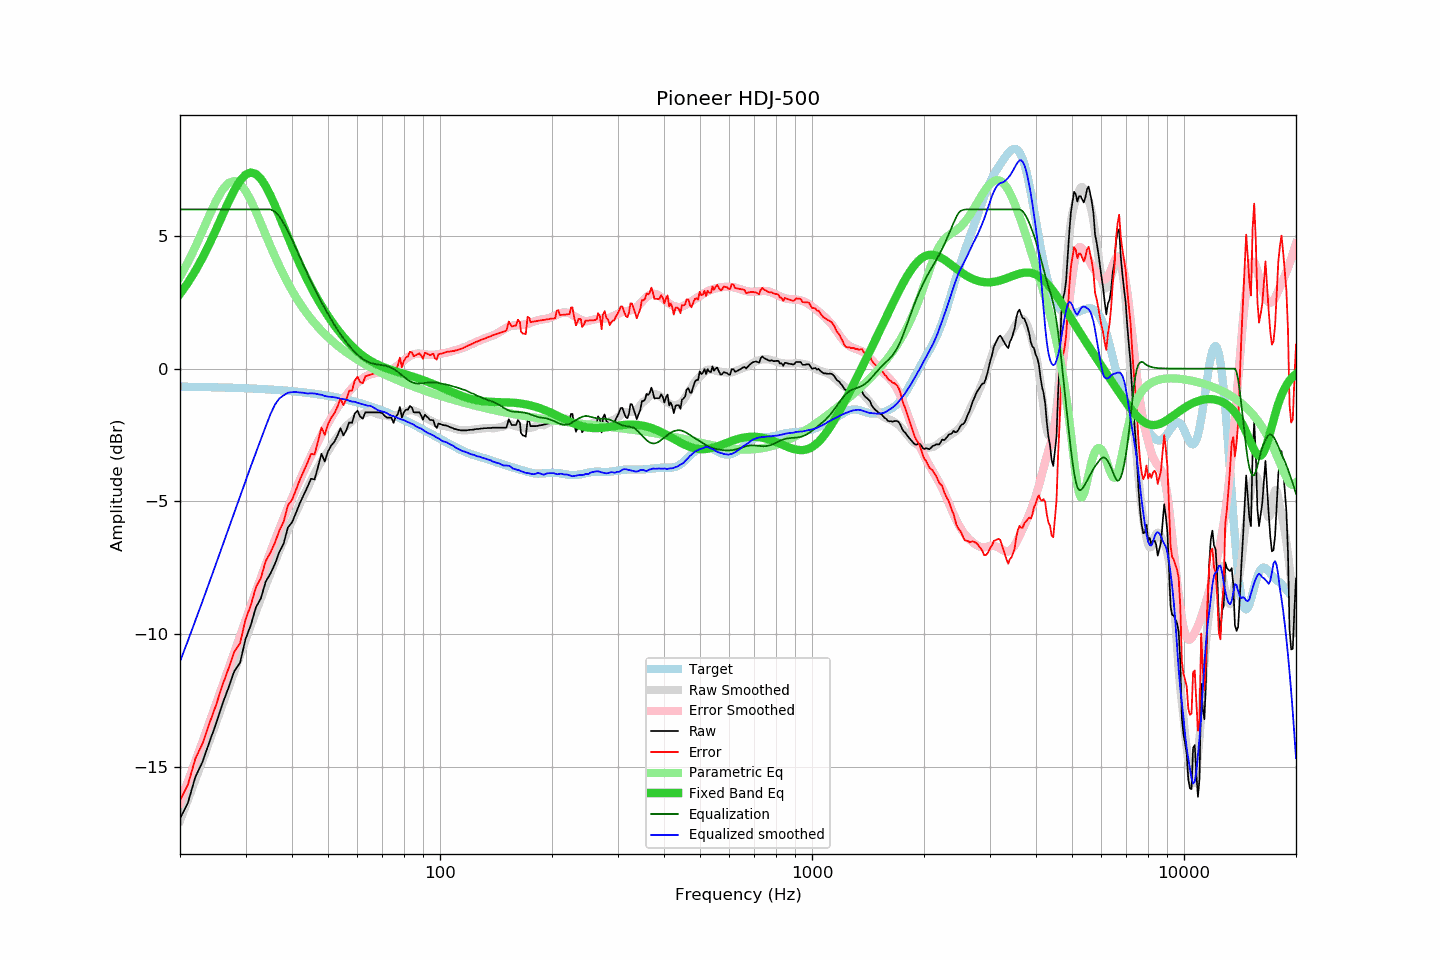 Pioneer HDJ-500
Amplitude (dBr)
5
0
−5
−10
−15
Target
Raw Smoothed
Error Smoothed
Raw
Error
Parametric Eq
Fixed Band Eq
Equalization
Equalized smoothed
100
1000
10000
Frequency (Hz)